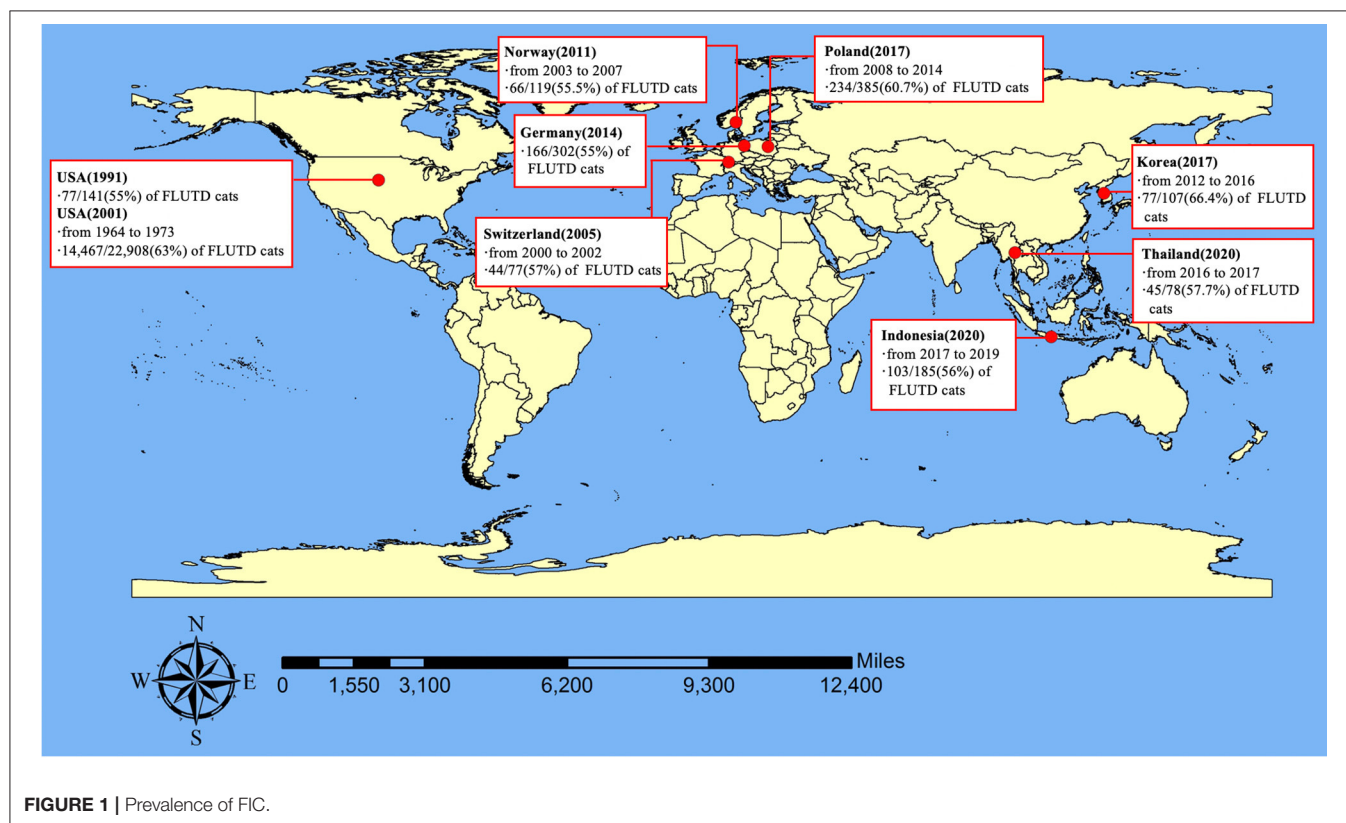 Norway(2011)
·from 2003 to 2007
·66/119(55.5%) of FLUTD cats
Poland(2017)
·from 2008 to 2014
·234/385(60.7%) of FLUTD cats
Germany(2014)
·166/302(55%) of
FLUTD cats
Korea(2017)
·from 2012 to 2016
·77/107(66.4%) of FLUTD
cats
USA(1991)
·77/141(55%) of FLUTD cats
USA(2001)
·from 1964 to 1973
·14,467/22,908(63%) of FLUTD cats
Switzerland(2005)
·from 2000 to 2002
·44/77(57%) of FLUTD cats
Thailand(2020)
·from 2016 to 2017
·45/78(57.7%) of FLUTD
cats
Indonesia(2020)
·from 2017 to 2019
·103/185(56%) of
FLUTD cats
N
W E
S
Miles
0 1,550 3,100 6,200 9,300 12,400
FIGURE 1 | Prevalence of FIC.